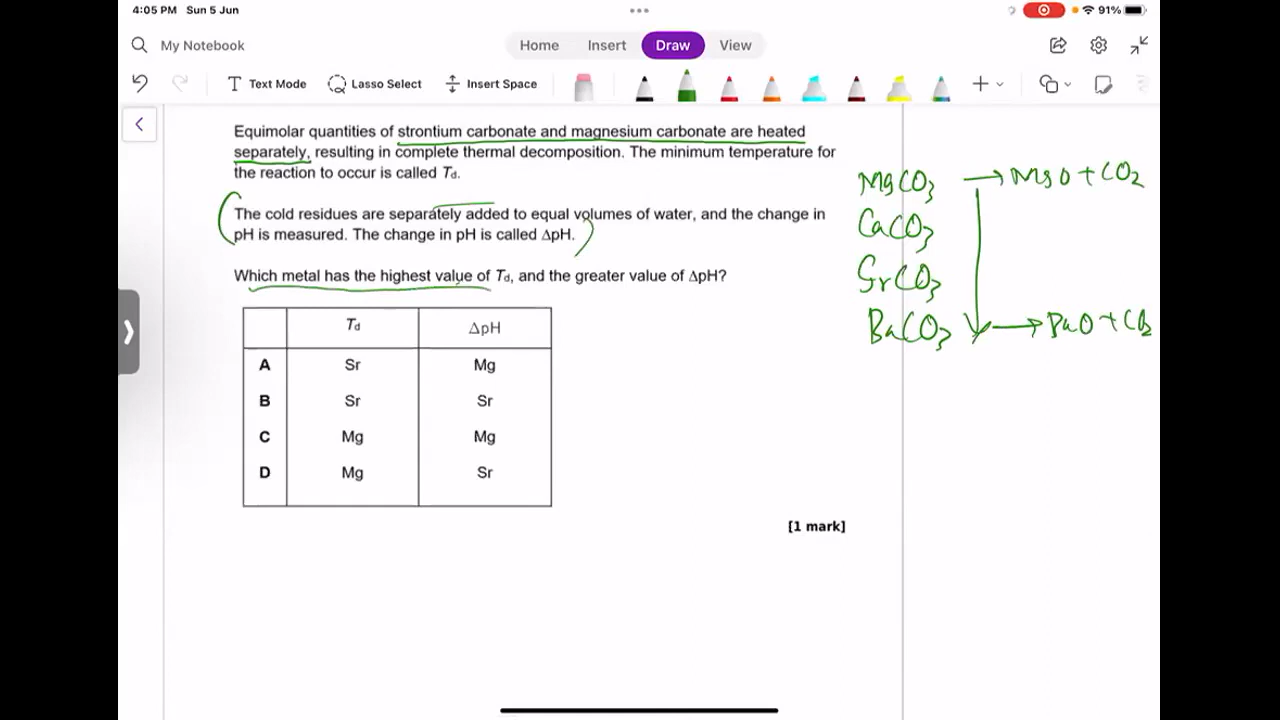 4:05 PM Sun 5 Jun
91%
My Notebook
Home Insert Draw View
Text Mode Lasso Select Insert Space
Equimolar quantities of strontium carbonate and magnesium carbonate are heated
separately, resulting in complete thermal decomposition. The minimum temperature for
the reaction to occur is called Td.
The cold residues are separately added to equal volumes of water, and the change in
pH is measured. The change in pH is called ΔpH.
Which metal has the highest value of Td, and the greater value of ΔpH?
Td ΔpH
A Sr Mg
B Sr Sr
C Mg Mg
D Mg Sr
[1 mark]
MgCO3 → MgO + CO2
CaCO3
SrCO3
BaCO3 → BaO + CO2